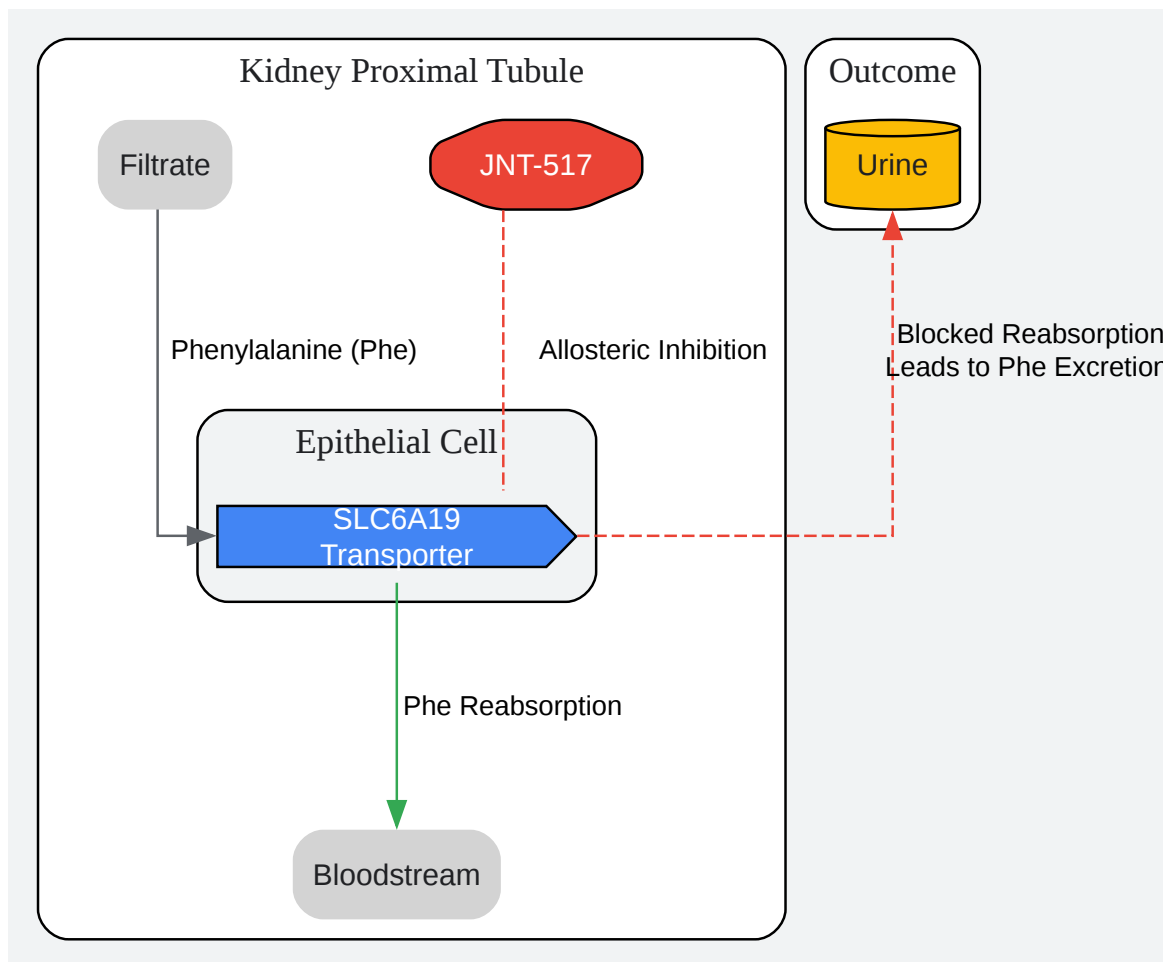 Kidney Proximal Tubule
Outcome
Filtrate
JNT-517
Urine
Phenylalanine (Phe)
Allosteric Inhibition
Blocked Reabsorption
Leads to Phe Excretion
Epithelial Cell
SLC6A19
Transporter
Phe Reabsorption
Bloodstream